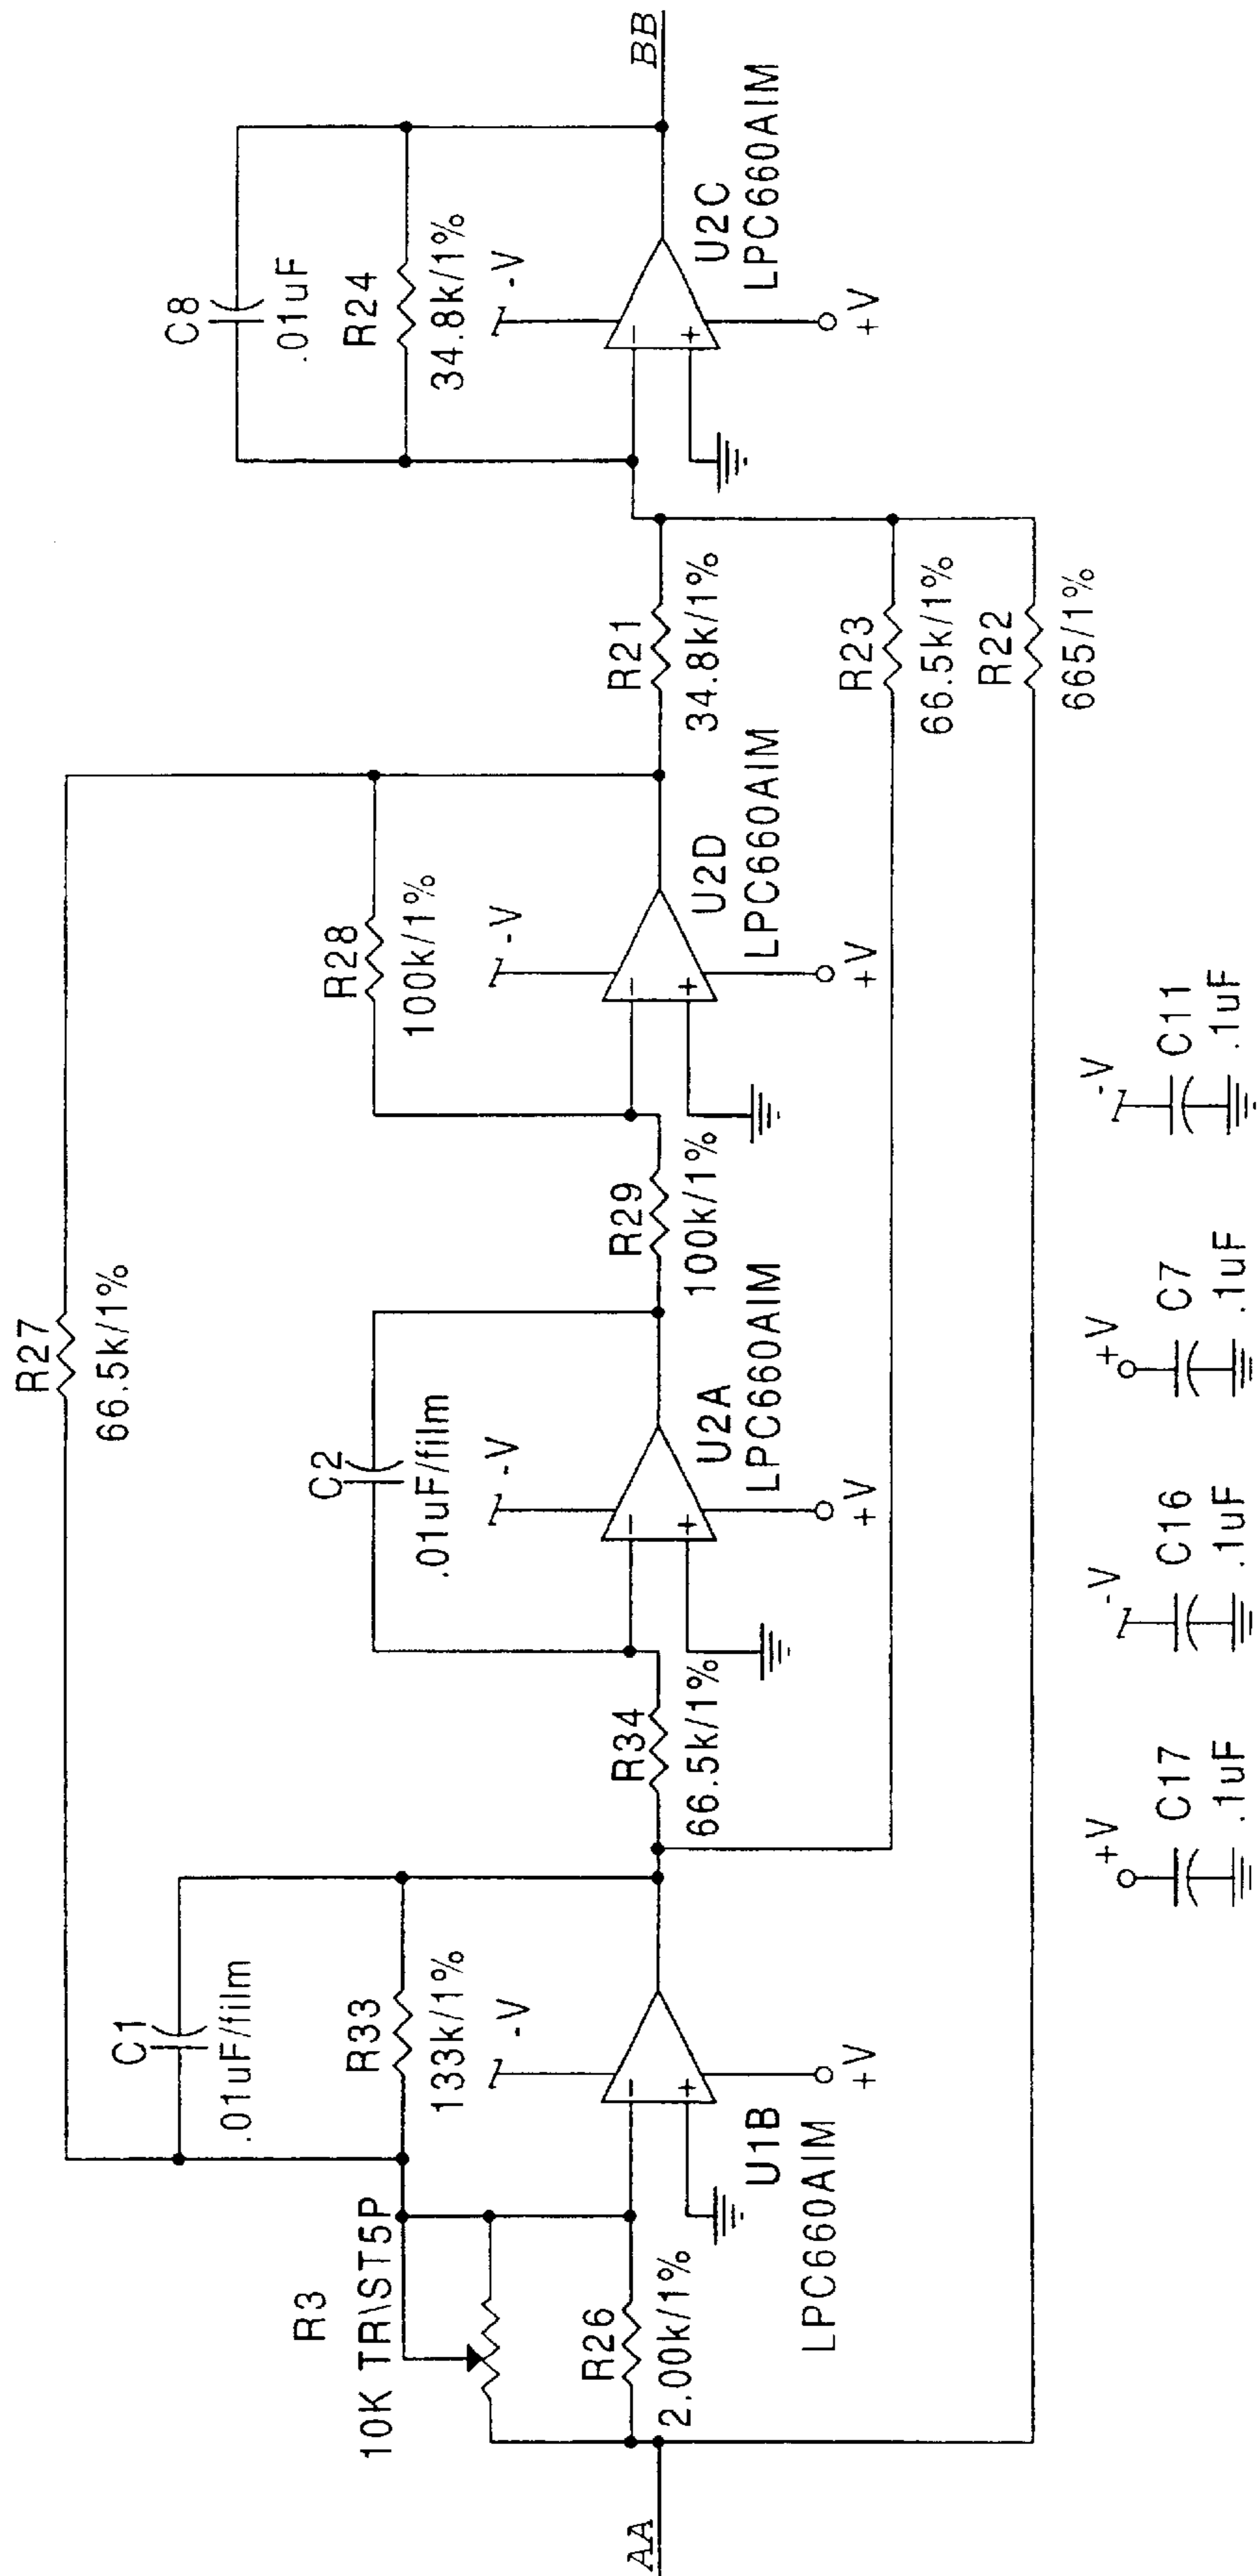 R27
66.5k/1%
C1
.01uF/film
R33
133k/1%
-V
R3
10K TR\ST5P
R26
2.00k/1%
AA
U1B
LPC660AIM
+V
C2
.01uF/film
-V
R34
66.5k/1%
U2A
LPC660AIM
+V
R28
100k/1%
-V
R29
100k/1%
U2D
LPC660AIM
+V
C8
.01uF
R24
34.8k/1%
-V
R21
34.8k/1%
U2C
LPC660AIM
+V
BB
R23
66.5k/1%
R22
665/1%
+V
C17
.1uF
-V
C16
.1uF
+V
C7
.1uF
-V
C11
.1uF